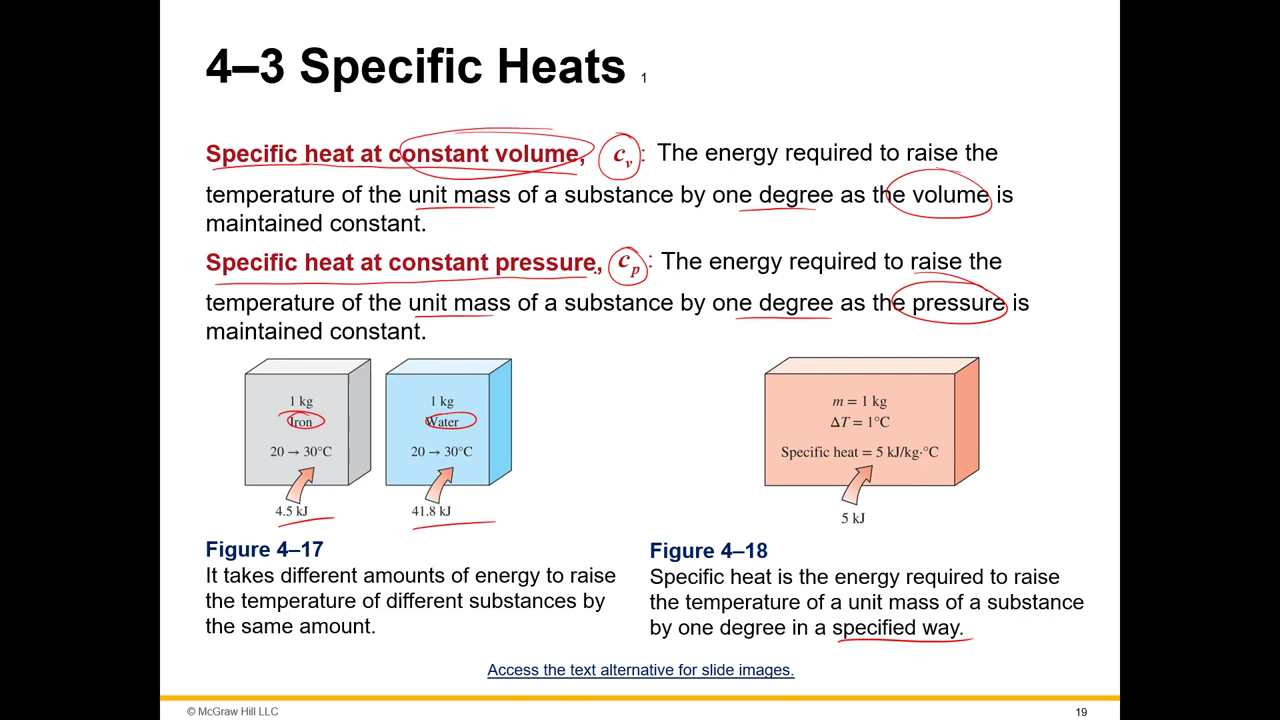 4–3 Specific Heats 1
Specific heat at constant volume, cv: The energy required to raise the
temperature of the unit mass of a substance by one degree as the volume is
maintained constant.
Specific heat at constant pressure, cp: The energy required to raise the
temperature of the unit mass of a substance by one degree as the pressure is
maintained constant.
1 kg
Iron
20 → 30°C
4.5 kJ
1 kg
Water
20 → 30°C
41.8 kJ
m = 1 kg
ΔT = 1°C
Specific heat = 5 kJ/kg·°C
5 kJ
Figure 4–17
It takes different amounts of energy to raise
the temperature of different substances by
the same amount.
Figure 4–18
Specific heat is the energy required to raise
the temperature of a unit mass of a substance
by one degree in a specified way.
Access the text alternative for slide images.
© McGraw Hill LLC
19